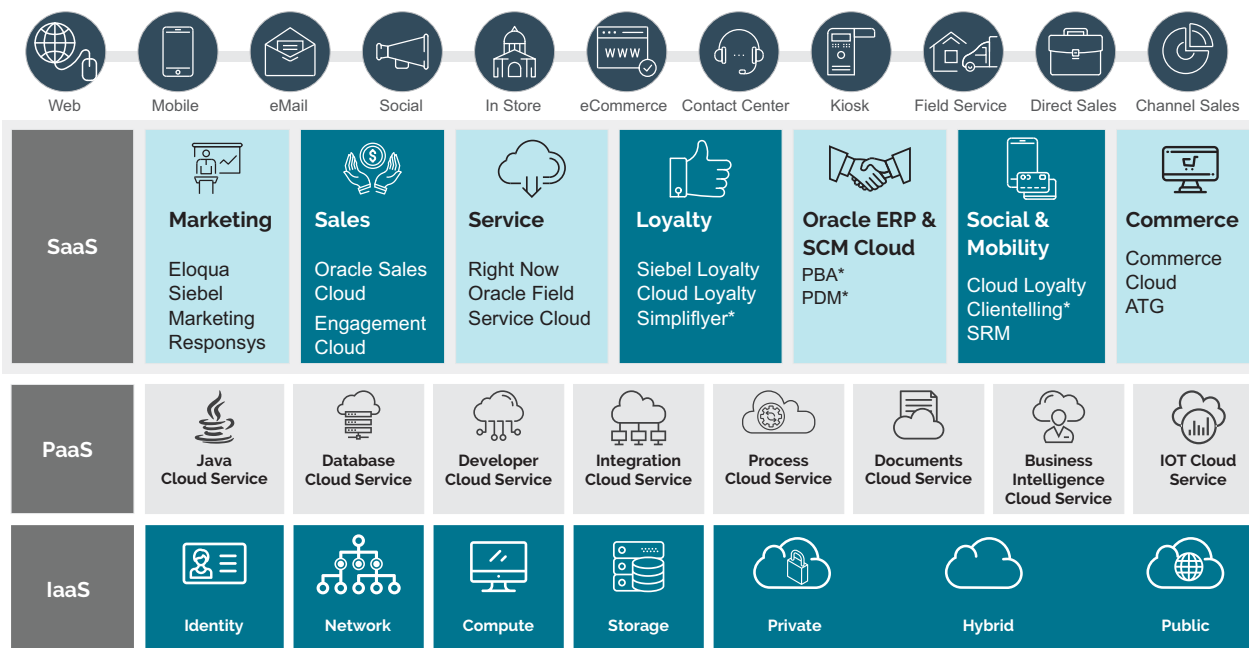 www
Web
Mobile
eMail
Social
In Store
eCommerce
Contact Center
Kiosk
Field Service
Direct Sales
Channel Sales
SaaS
Marketing
Eloqua
Siebel
Marketing
Responsys
Sales
Oracle Sales
Cloud
Engagement
Cloud
Service
Right Now
Oracle Field
Service Cloud
Loyalty
Siebel Loyalty
Cloud Loyalty
Simpliflyer*
Oracle ERP &
SCM Cloud
PBA*
PDM*
Social &
Mobility
Cloud Loyalty
Clientelling*
SRM
Commerce
Commerce
Cloud
ATG
PaaS
Java
Cloud Service
Database
Cloud Service
Developer
Cloud Service
Integration
Cloud Service
Process
Cloud Service
Documents
Cloud Service
Business
Intelligence
Cloud Service
IOT Cloud
Service
IaaS
Identity
Network
Compute
Storage
Private
Hybrid
Public